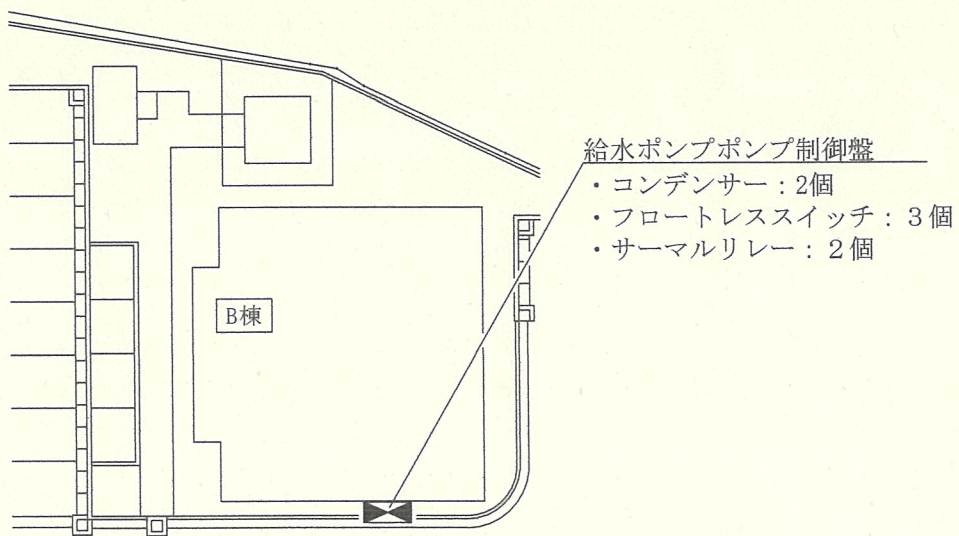 給水ポンプポンプ制御盤
・コンデンサー：2個
・フロートレススイッチ：３個
・サーマルリレー：２個
B棟